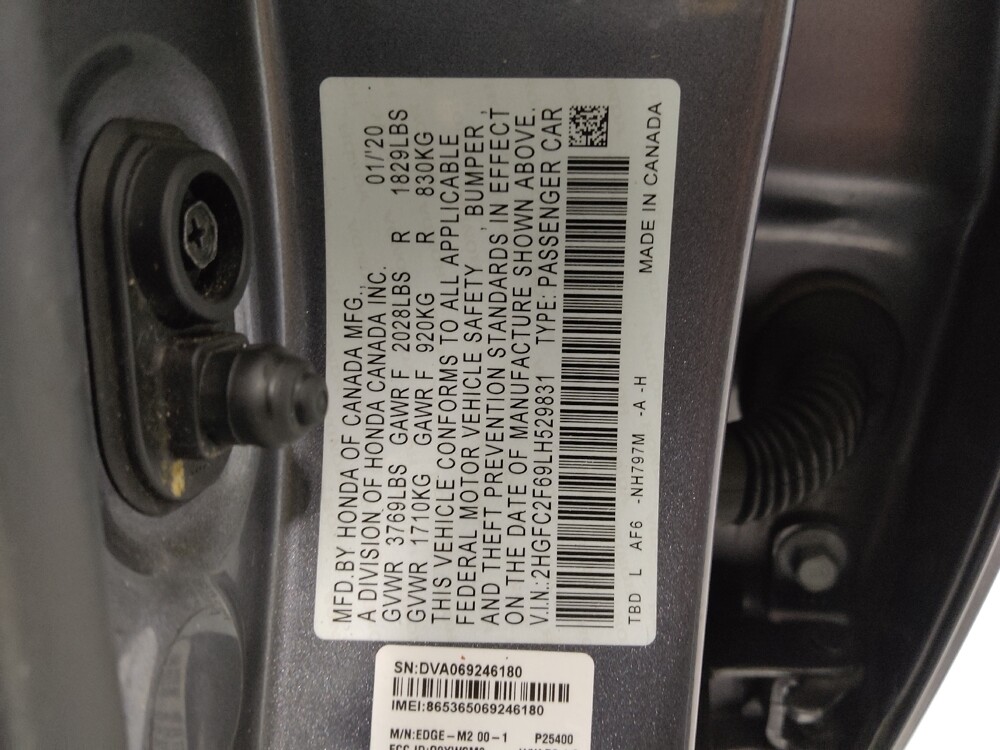 MFD.BY HONDA OF CANADA MFG., 01/'20
A DIVISION OF HONDA CANADA INC.
GVWR 3769LBS GAWR F 2028LBS R 1829LBS
GVWR 1710KG GAWR F 920KG R 830KG
THIS VEHICLE CONFORMS TO ALL APPLICABLE
FEDERAL MOTOR VEHICLE SAFETY , BUMPER ,
AND THEFT PREVENTION STANDARDS IN EFFECT
ON THE DATE OF MANUFACTURE SHOWN ABOVE.
V.I.N.:2HGFC2F69LH529831 TYPE: PASSENGER CAR
TBD L AF6 -NH797M -A -H MADE IN CANADA
SN:DVA069246180
IMEI:865365069246180
M/N:EDGE-M2 00-1 P25400